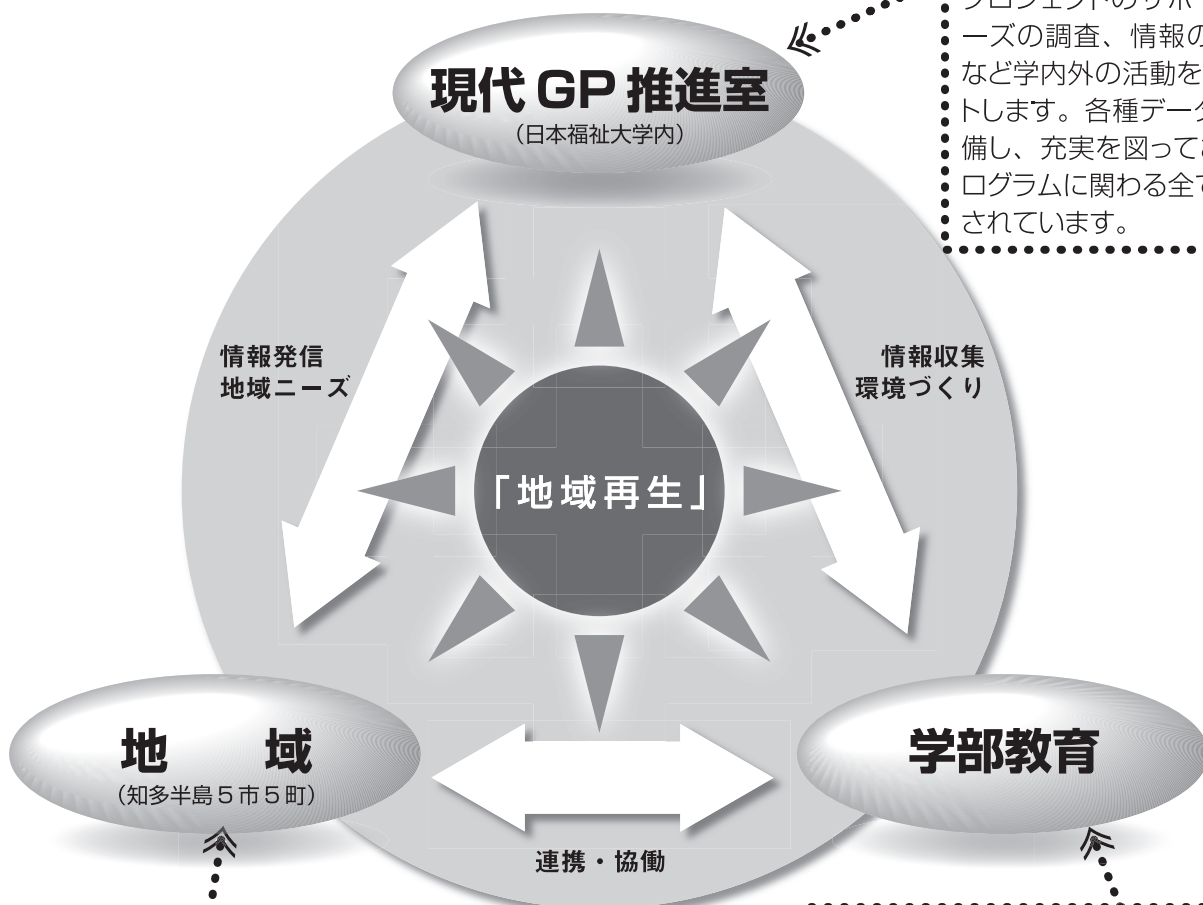 現代 GP 推進室
(日本福祉大学内)
ーズの調査、情報の
など学内外の活動を
トします。各種デー
備し、充実を図って
ログラムに関わる全
されています。
情報発信
地域ニーズ
情報収集
環境づくり
「地域再生」
地 域
(知多半島5市5町)
学部教育
連携・協働